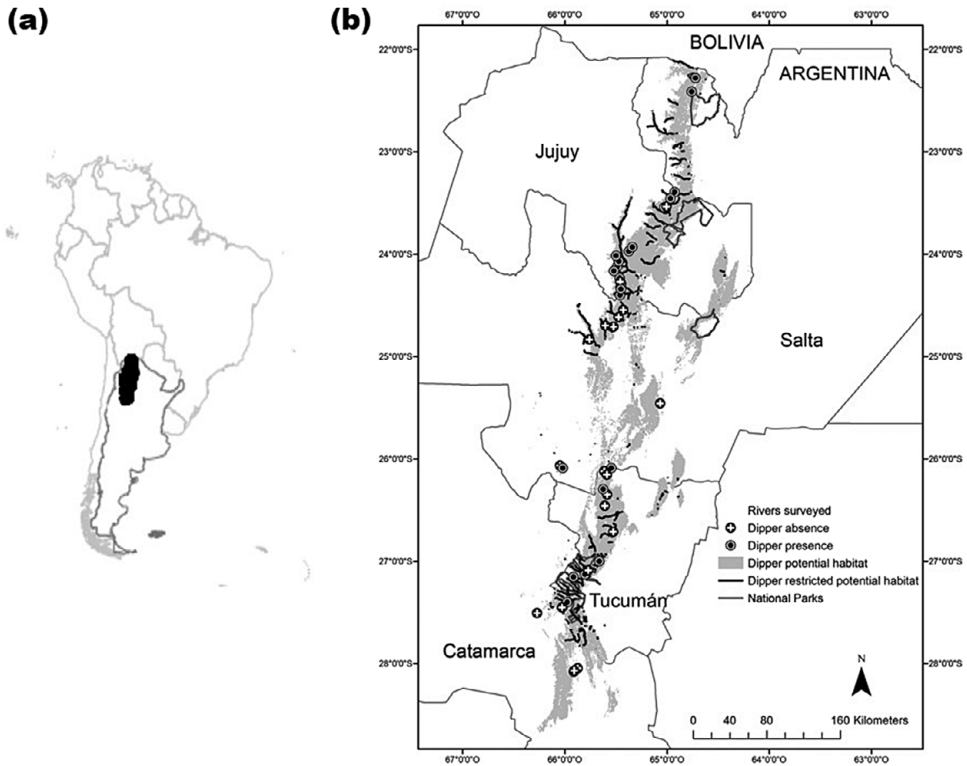 (a)
(b)
67°0'0"W 66°0'0"W 65°0'0"W 64°0'0"W 63°0'0"W
BOLIVIA
22°0'0"S 22°0'0"S
ARGENTINA
Jujuy
23°0'0"S 23°0'0"S
24°0'0"S 24°0'0"S
Salta
25°0'0"S 25°0'0"S
26°0'0"S 26°0'0"S
Rivers surveyed
Dipper absence
Dipper presence
Dipper potential habitat
Dipper restricted potential habitat
National Parks
27°0'0"S 27°0'0"S
Tucumán
Catamarca
28°0'0"S 28°0'0"S
N
0 40 80 160 Kilometers
67°0'0"W 66°0'0"W 65°0'0"W 64°0'0"W 63°0'0"W